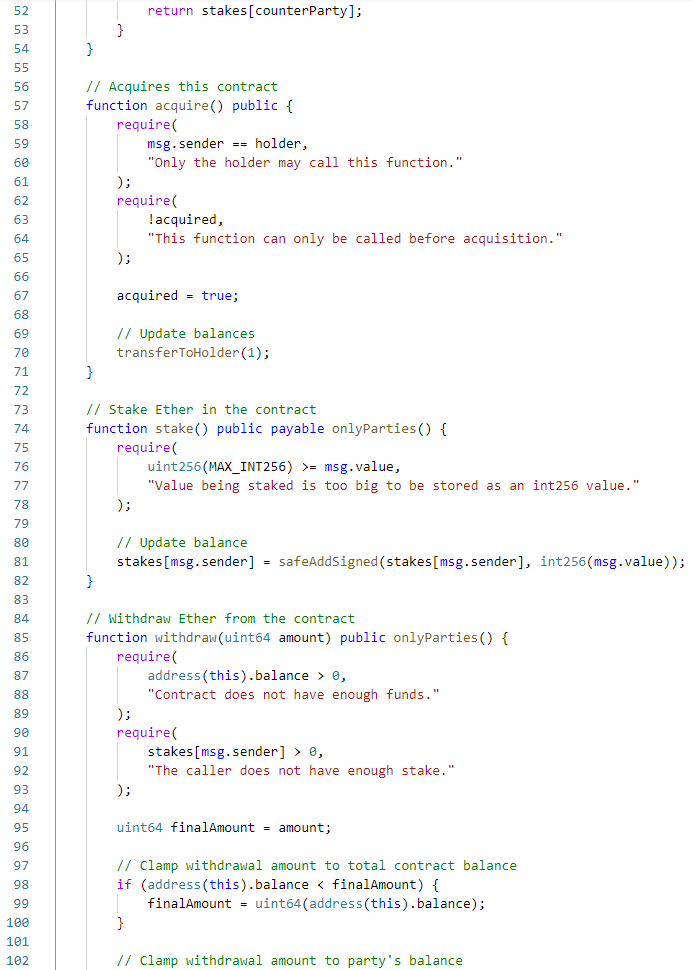 52 return stakes[counterParty];
53 }
54 }
55
56 // Acquires this contract
57 function acquire() public {
58 require(
59 msg.sender == holder,
60 "Only the holder may call this function."
61 );
62 require(
63 !acquired,
64 "This function can only be called before acquisition."
65 );
66
67 acquired = true;
68
69 // Update balances
70 transferToHolder(1);
71 }
72
73 // Stake Ether in the contract
74 function stake() public payable onlyParties() {
75 require(
76 uint256(MAX_INT256) >= msg.value,
77 "Value being staked is too big to be stored as an int256 value."
78 );
79
80 // Update balance
81 stakes[msg.sender] = safeAddSigned(stakes[msg.sender], int256(msg.value));
82 }
83
84 // Withdraw Ether from the contract
85 function withdraw(uint64 amount) public onlyParties() {
86 require(
87 address(this).balance > 0,
88 "Contract does not have enough funds."
89 );
90 require(
91 stakes[msg.sender] > 0,
92 "The caller does not have enough stake."
93 );
94
95 uint64 finalAmount = amount;
96
97 // Clamp withdrawal amount to total contract balance
98 if (address(this).balance < finalAmount) {
99 finalAmount = uint64(address(this).balance);
100 }
101
102 // Clamp withdrawal amount to party's balance